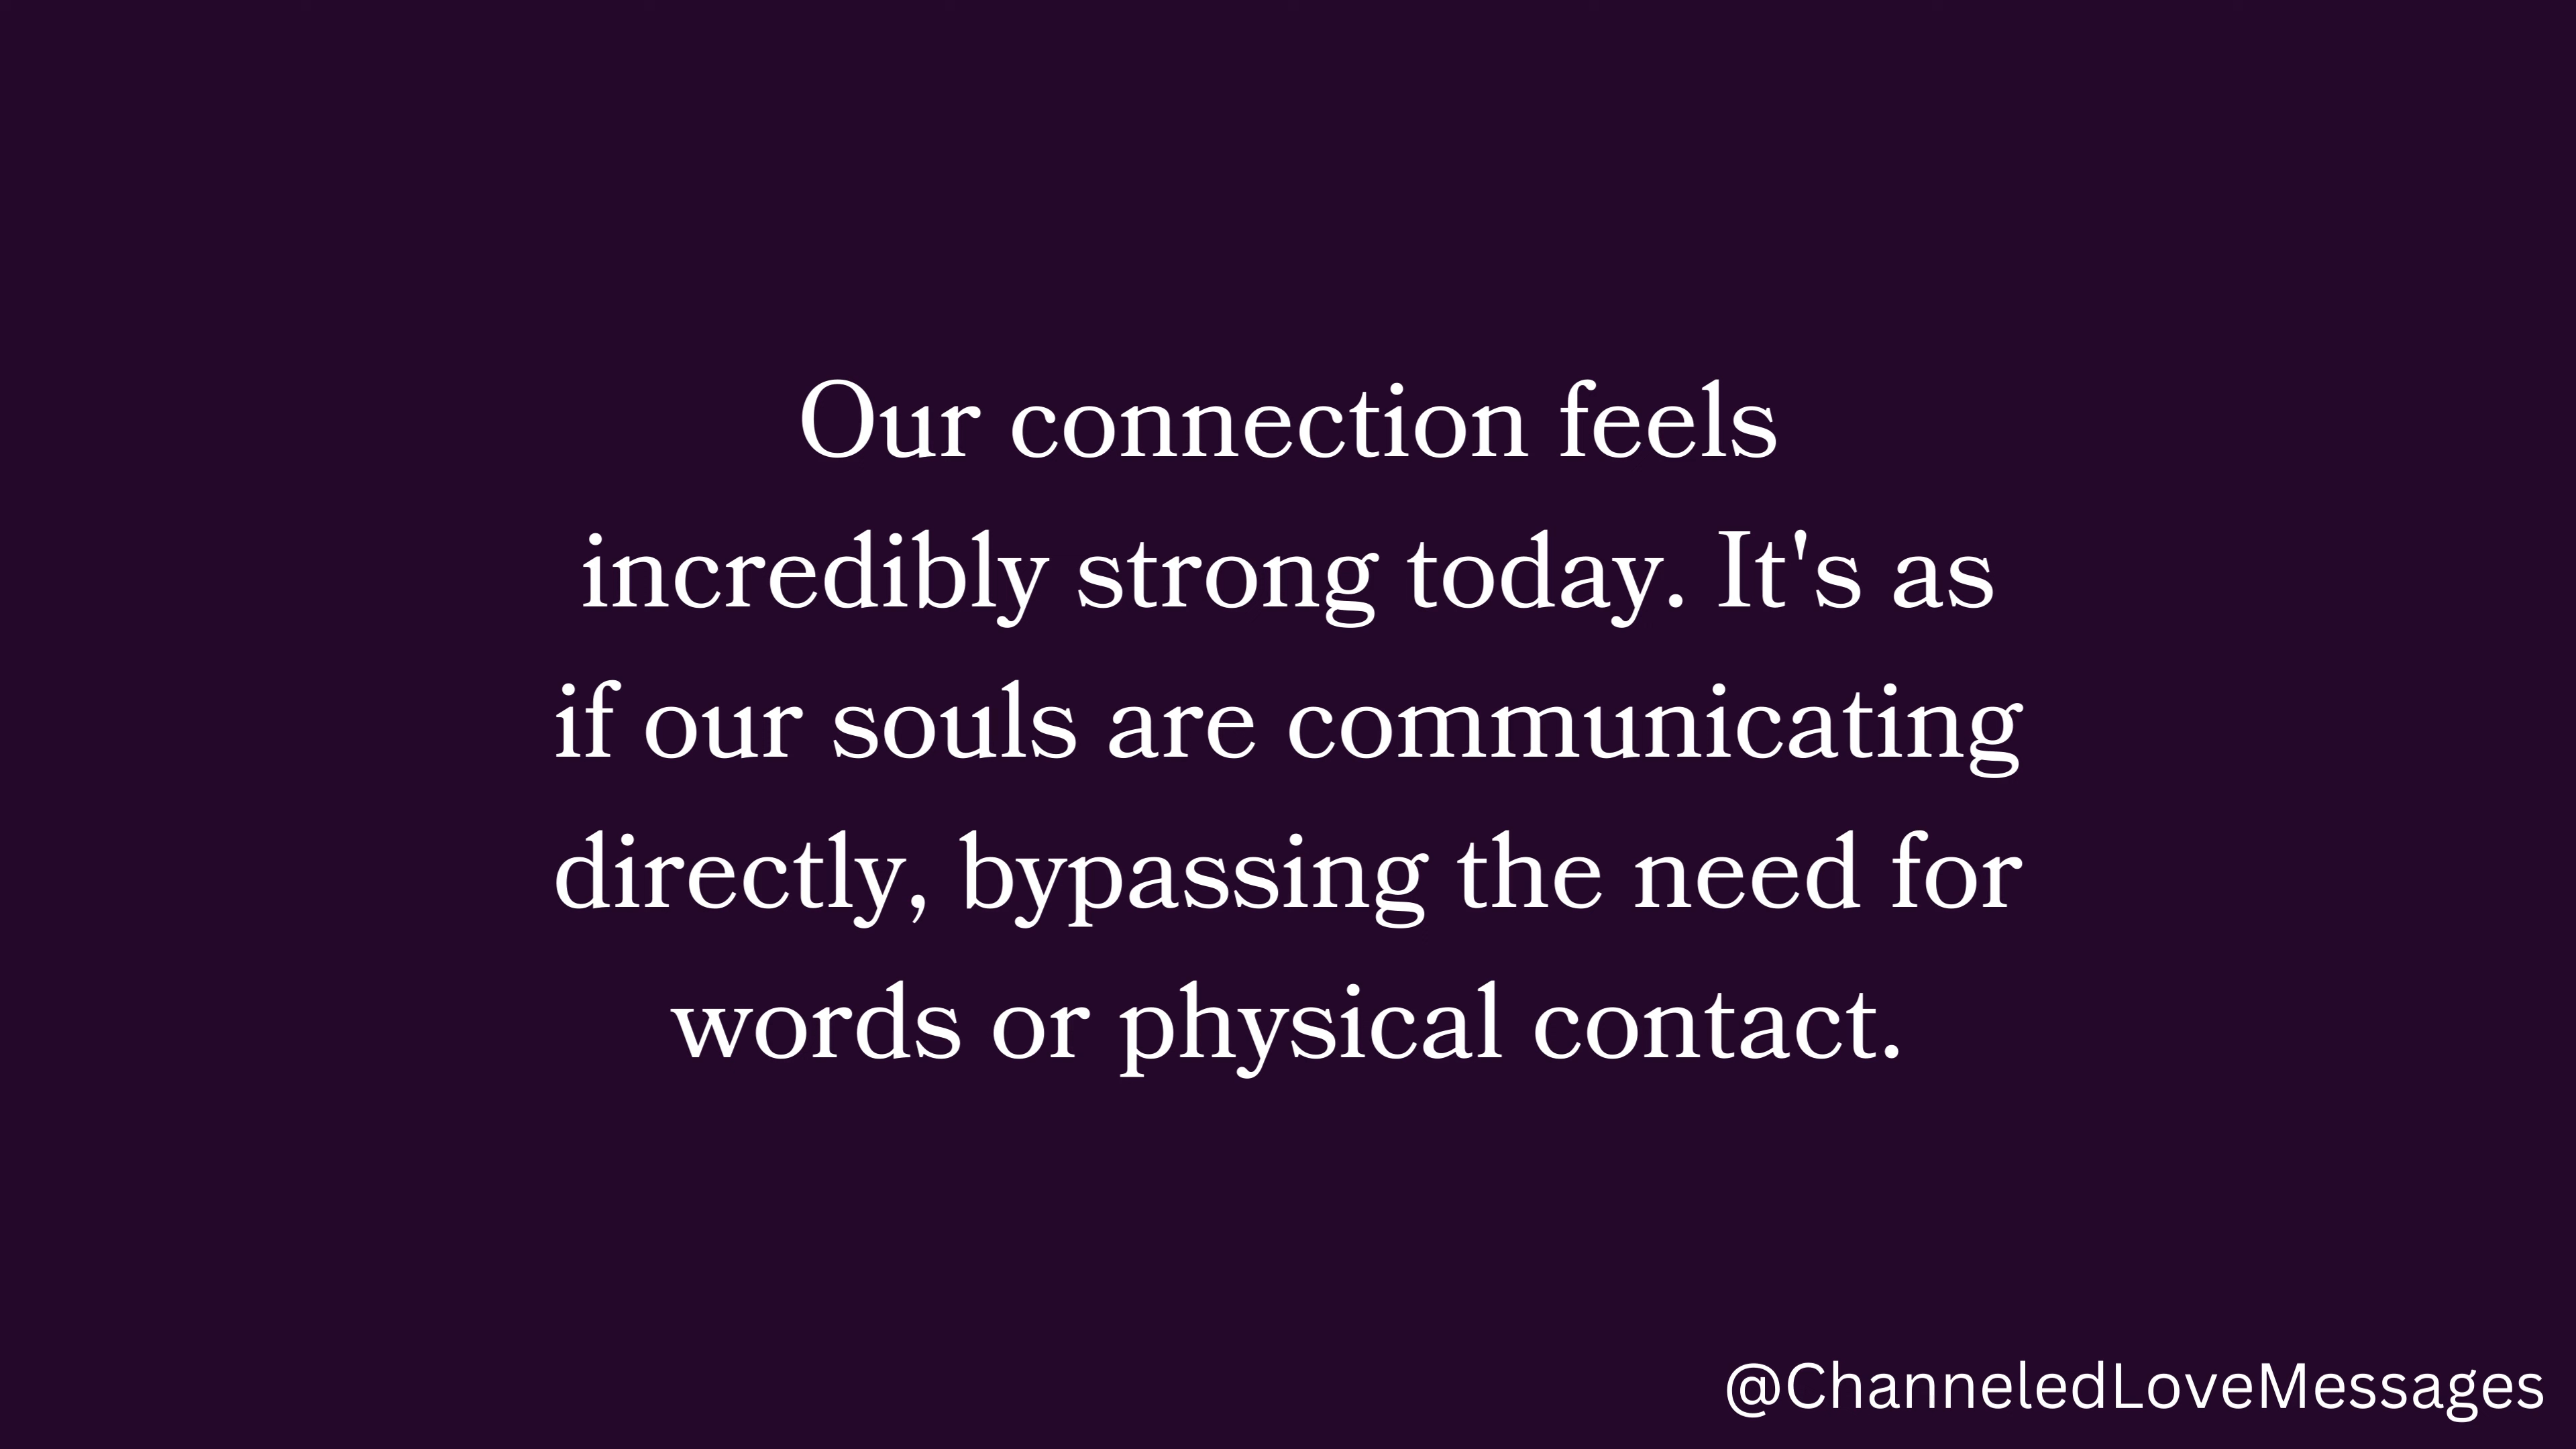 Our connection feels
incredibly strong today. It's as
if our souls are communicating
directly, bypassing the need for
words or physical contact.
@ChanneledLoveMessages